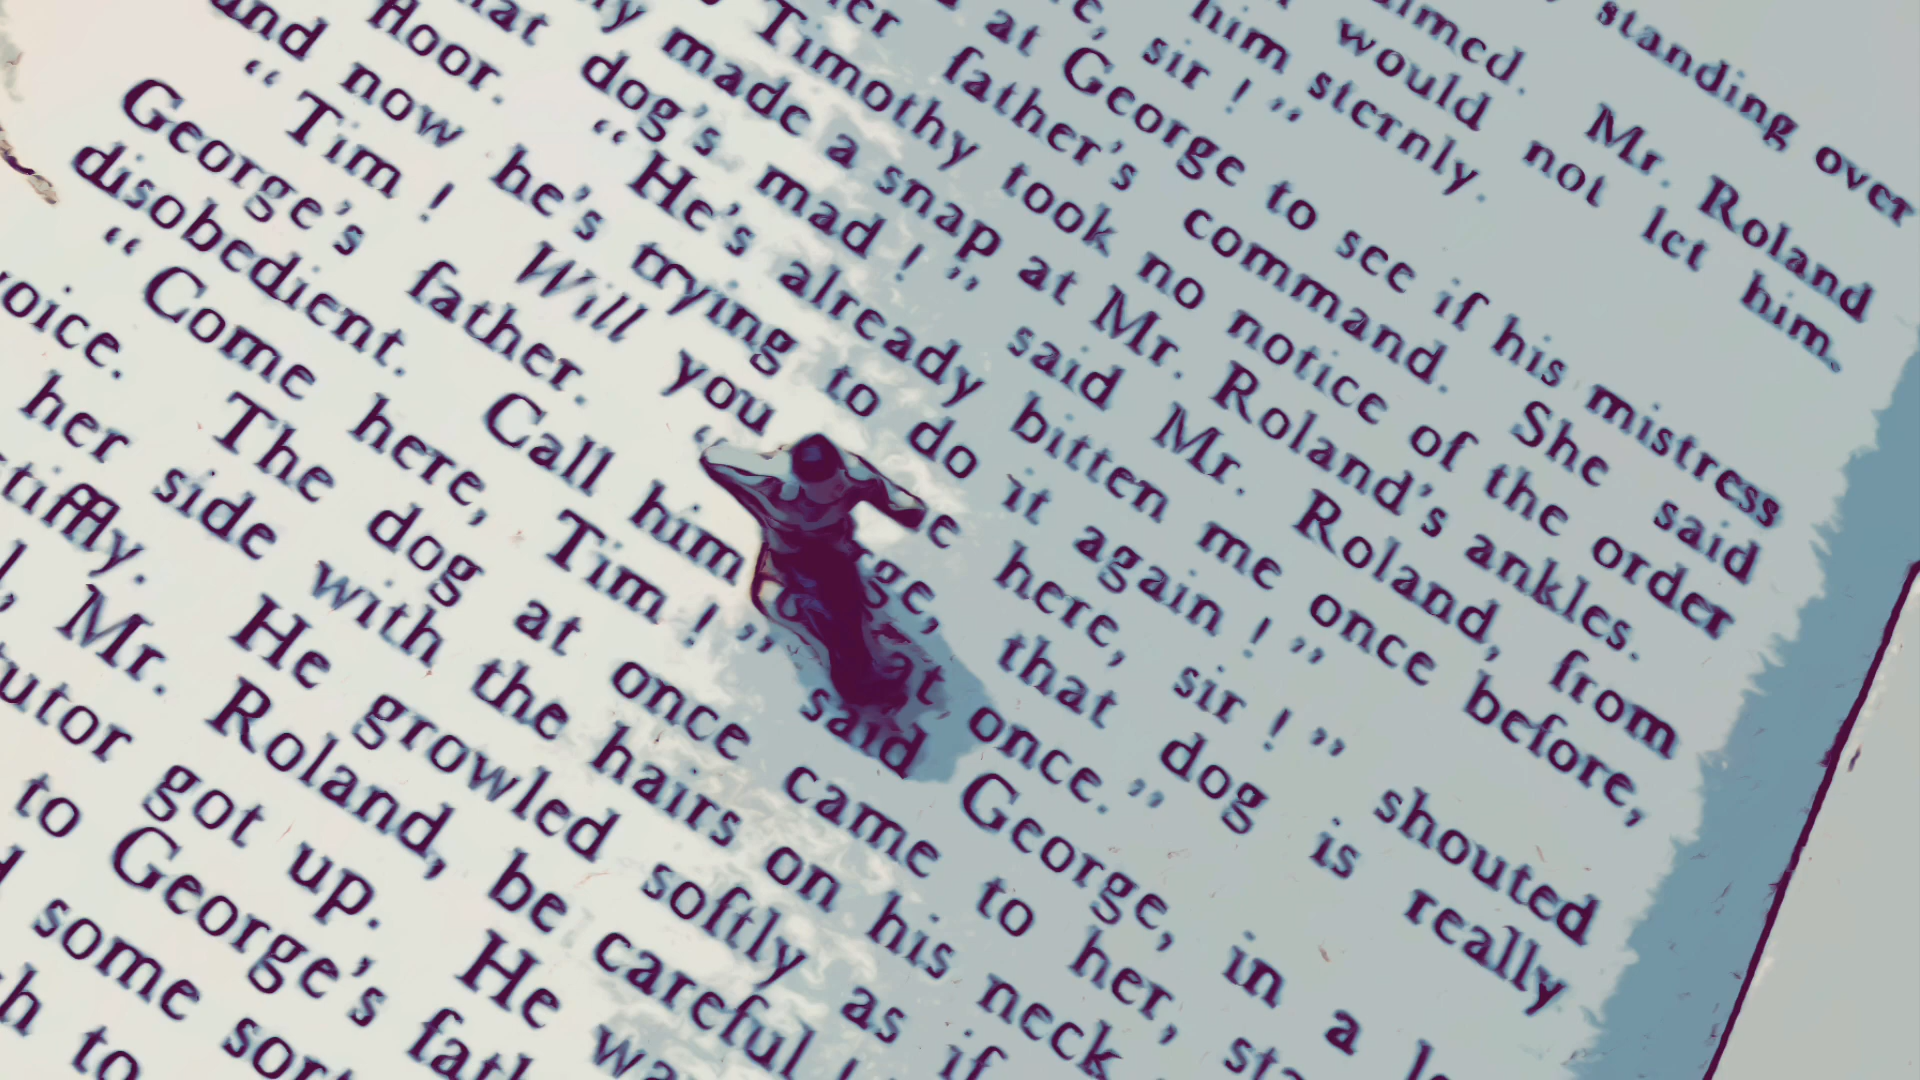 standing over
Mr. Roland
would not let him.
him sternly.
sir ! ”
at George to see if his mistress
father's command. She said
Timothy took no notice of the order
made a snap at Mr. Roland's ankles.
dog's mad ! ” said Mr. Roland, from
floor. “ He's already bitten me once before,
and now he's trying to do it again ! ”
“ Tim ! Will you here, sir ! ” shouted
George's father. that dog is really
disobedient. Call him at once. ”
“ Come here, Tim ! ” said George, in a
voice. The dog at once came to her,
her side with the hairs on his neck
stiffly. He growled softly as if
Mr. Roland, be careful !
tutor got up. He
to George's
some
to